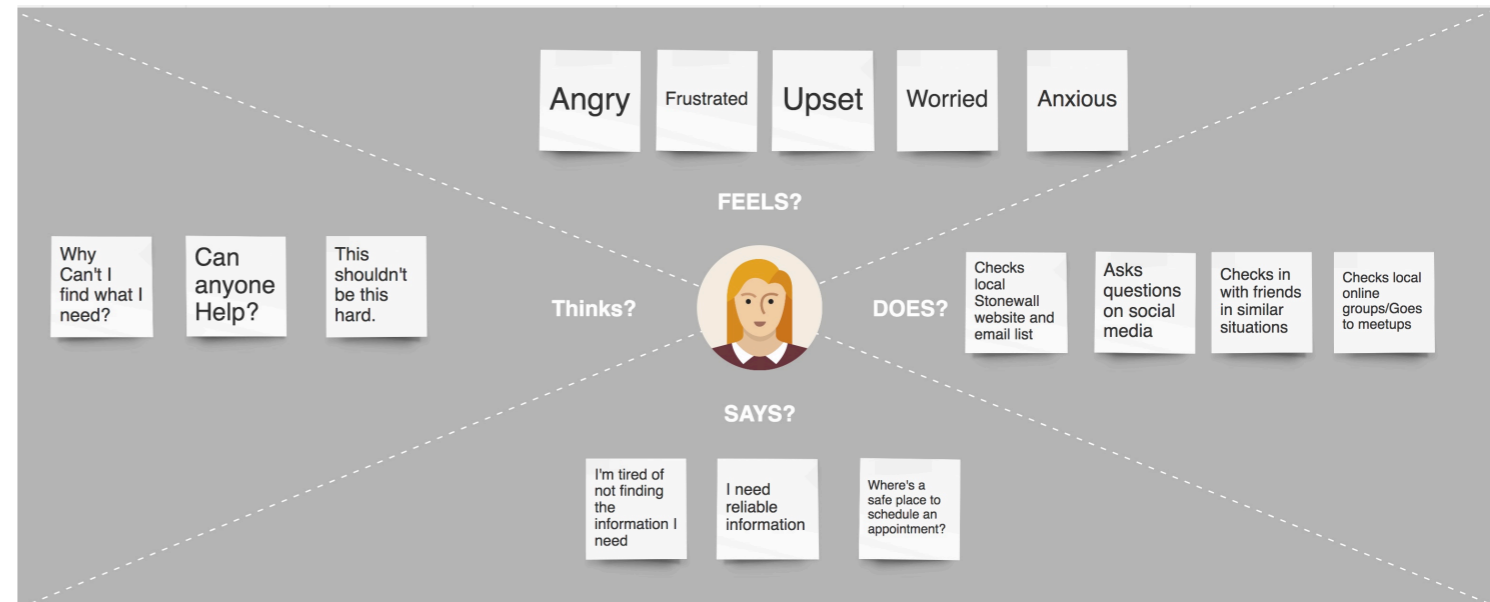 Angry
Frustrated
Upset
Worried
Anxious
FEELS?
Why
Can't I
find what I
need?
Can
anyone
Help?
This
shouldn't
be this
hard.
Thinks?
DOES?
Checks
local
Stonewall
website and
email list
Asks
questions
on social
media
Checks in
with friends
in similar
situations
Checks local
online
groups/Goes
to meetups
SAYS?
I'm tired of
not finding
the
information I
need
I need
reliable
information
Where's a
safe place to
schedule an
appointment?